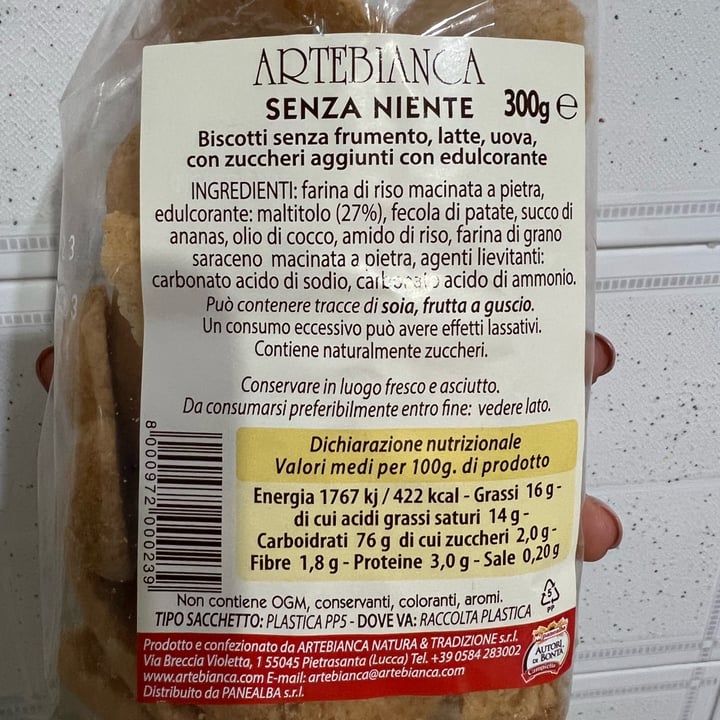 ARTEBIANCA
SENZA NIENTE 300g e
Biscotti senza frumento, latte, uova,
con zuccheri aggiunti con edulcorante
INGREDIENTI: farina di riso macinata a pietra,
edulcorante: maltitolo (27%), fecola di patate, succo di
ananas, olio di cocco, amido di riso, farina di grano
saraceno macinata a pietra, agenti lievitanti:
carbonato acido di sodio, carbonato acido di ammonio.
Può contenere tracce di soia, frutta a guscio.
Un consumo eccessivo può avere effetti lassativi.
Contiene naturalmente zuccheri.
Conservare in luogo fresco e asciutto.
Da consumarsi preferibilmente entro fine: vedere lato.
8 000972 000239
Dichiarazione nutrizionale
Valori medi per 100g. di prodotto
Energia 1767 kj / 422 kcal - Grassi 16 g -
di cui acidi grassi saturi 14 g -
Carboidrati 76 g di cui zuccheri 2,0 g -
Fibre 1,8 g - Proteine 3,0 g - Sale 0,20 g
Non contiene OGM, conservanti, coloranti, aromi.
TIPO SACCHETTO: PLASTICA PP5 - DOVE VA: RACCOLTA PLASTICA
5
PP
Prodotto e confezionato da ARTEBIANCA NATURA & TRADIZIONE s.r.l.
Via Breccia Violetta, 1 55045 Pietrasanta (Lucca) Tel. +39 0584 283002
www.artebianca.com E-mail: artebianca@artebianca.com
Distribuito da PANEALBA s.r.l.
AUTORI
DI BONTÀ
Campiello